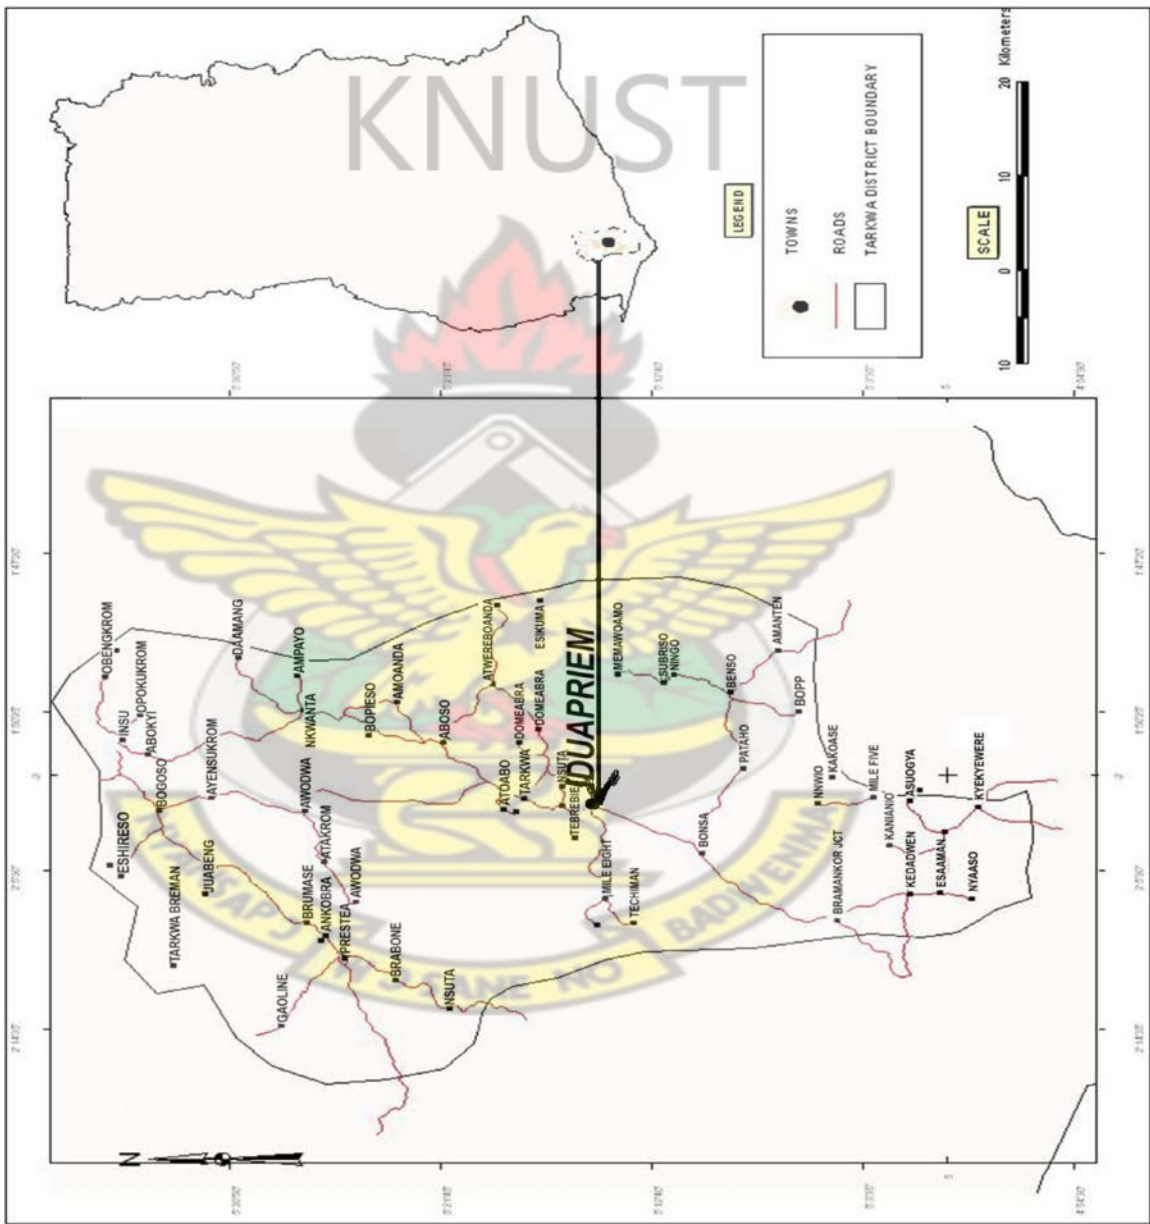 KNUST
LEGEND
TOWNS
ROADS
TARKWA DISTRICT BOUNDARY
SCALE
10 0 10 20 Kilometers
N
OBENGKROM
OPOKUKROM
INSU
ABOKYI
ESHIRESO
BOGOSO
AYENSUKROM
TARKWA BREMAN
JUABENG
DAAMANG
AMPAYO
NKWANTA
AWODWA
BRUMASE
ANKOBRA
ATAKROM
AWODWA
PRESTEA
GAOLINE
BRABONE
NSUTA
BOPIESO
AMOANDA
ABOSO
ATWEREBOANDA
ESIKUMA
DOMEABRA
DOMEABRA
ATOABO
TARKWA
NSUTA
TEBREBIE
IDUAPRIEM
MILE EIGHT
TECHIMAN
MEMAWOAMO
SUBRISO
NINGO
BENSO
AMANTEN
BOPP
PATAHO
BONSA
BRAMANKOR JCT
NNWIO
KAKOASE
MILE FIVE
KANIANIO
ASUOGYA
KEDADWEN
ESAAMAN
KYEKYEWERE
NYAASO
BADWENMA